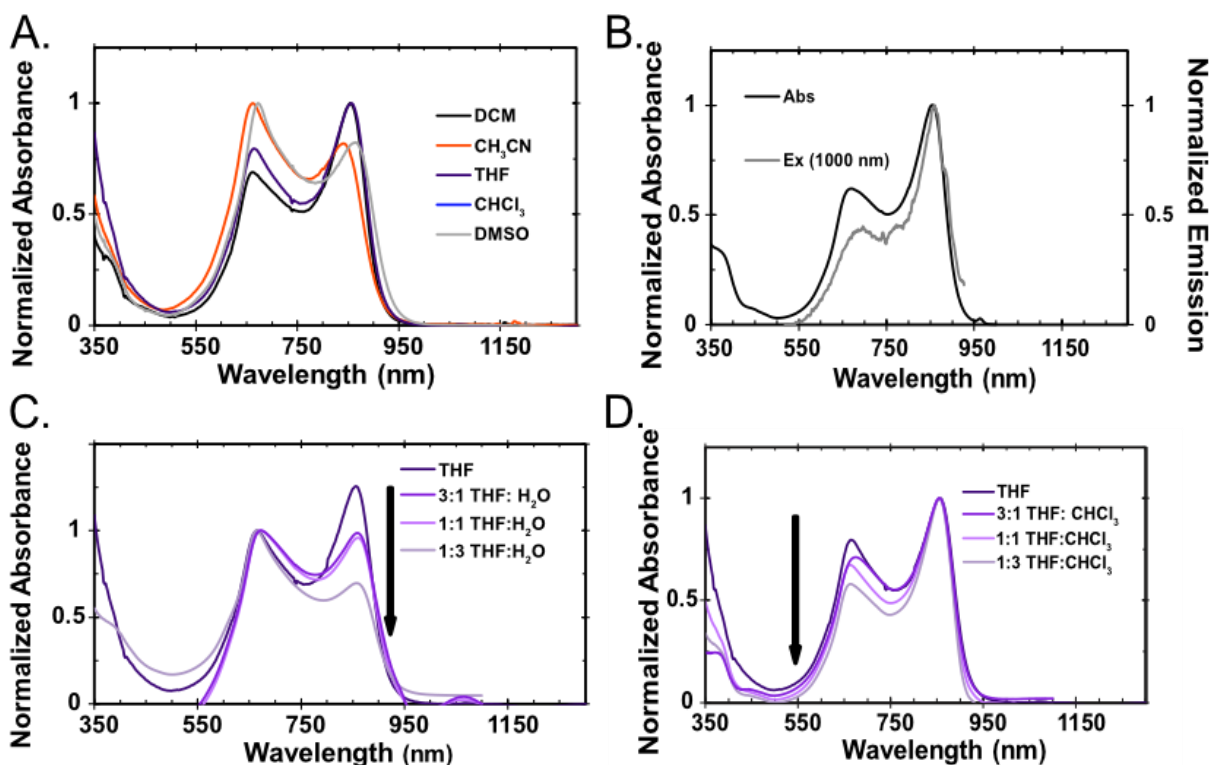 A.
Normalized Absorbance
1
0.5
0
DCM
CH₃CN
THF
CHCl₃
DMSO
350 550 750 950 1150
Wavelength (nm)
B.
Normalized Absorbance
1
0.5
0
Abs
Ex (1000 nm)
1
0.5
0
Normalized Emission
350 550 750 950 1150
Wavelength (nm)
C.
Normalized Absorbance
1
0.5
0
THF
3:1 THF: H₂O
1:1 THF:H₂O
1:3 THF:H₂O
350 550 750 950 1150
Wavelength (nm)
D.
Normalized Absorbance
1
0.5
0
THF
3:1 THF: CHCl₃
1:1 THF:CHCl₃
1:3 THF:CHCl₃
350 550 750 950 1150
Wavelength (nm)